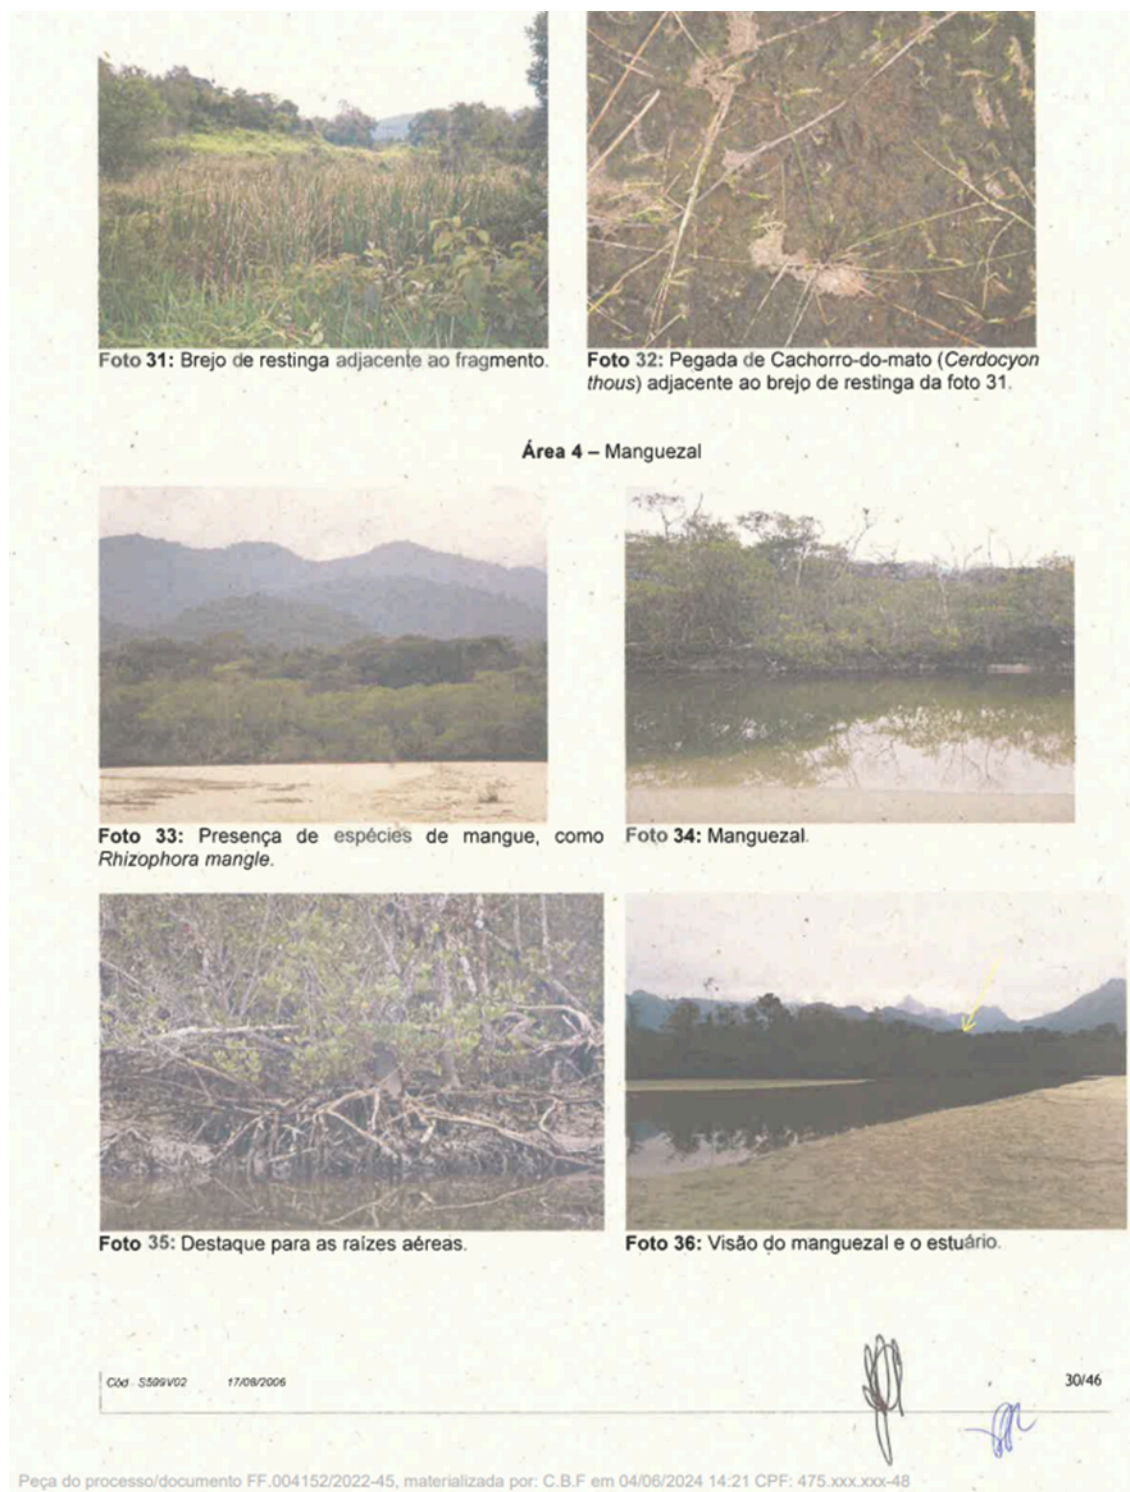 Foto 31: Brejo de restinga adjacente ao fragmento.
Foto 32: Pegada de Cachorro-do-mato (Cerdocyon
thous) adjacente ao brejo de restinga da foto 31.
Área 4 – Manguezal
Foto 33: Presença de espécies de mangue, como
Rhizophora mangle.
Foto 34: Manguezal.
Foto 35: Destaque para as raízes aéreas.
Foto 36: Visão do manguezal e o estuário.
Cód S599V02 17/08/2006
30/46
Peça do processo/documento FF.004152/2022-45, materializada por: C.B.F em 04/06/2024 14:21 CPF: 475.xxx.xxx-48